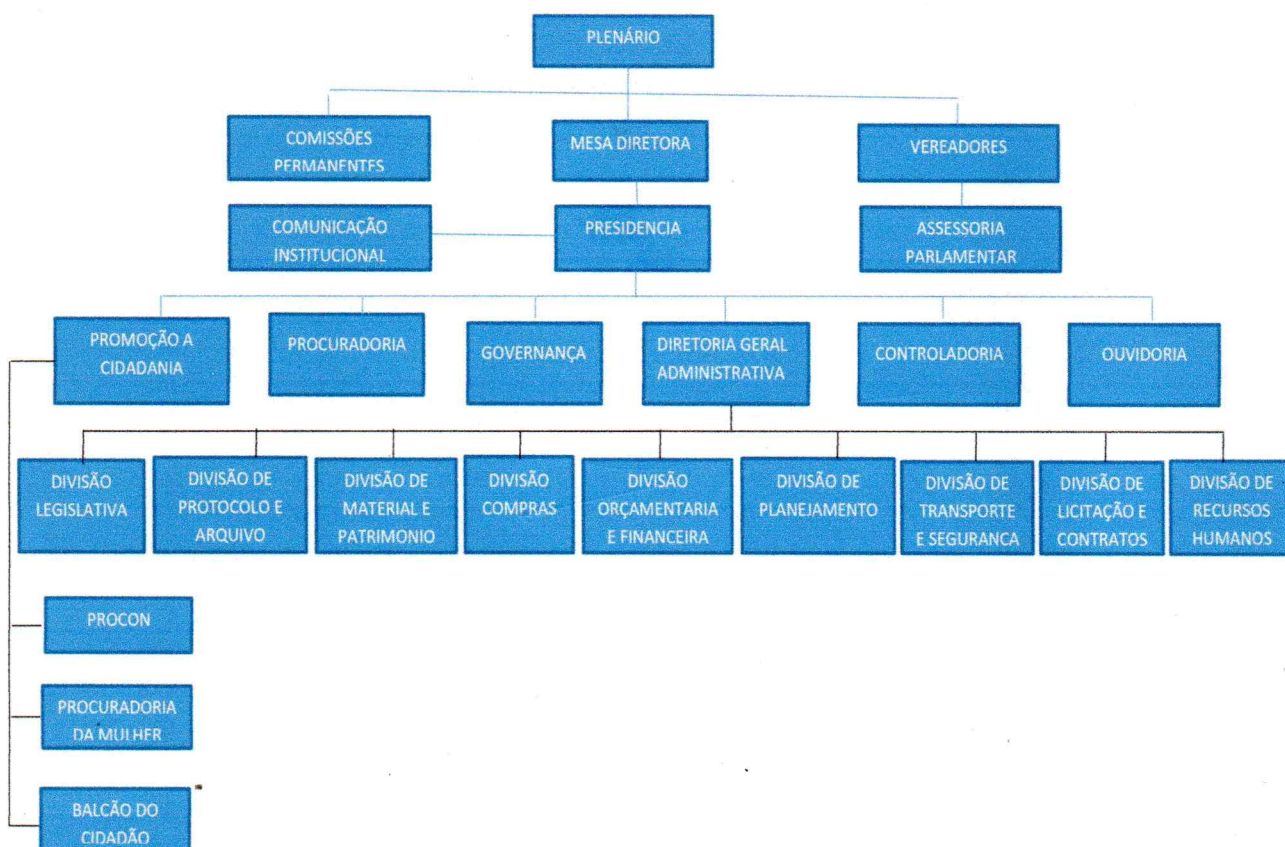 PLENÁRIO
COMISSÕES
PERMANENTES
MESA DIRETORA
VEREADORES
COMUNICAÇÃO
INSTITUCIONAL
PRESIDENCIA
ASSESSORIA
PARLAMENTAR
PROMOÇÃO A
CIDADANIA
PROCURADORIA
GOVERNANÇA
DIRETORIA GERAL
ADMINISTRATIVA
CONTROLADORIA
OUVIDORIA
DIVISÃO
LEGISLATIVA
DIVISÃO DE
PROTOCOLO E
ARQUIVO
DIVISÃO DE
MATERIAL E
PATRIMONIO
DIVISÃO
COMPRAS
DIVISÃO
ORÇAMENTARIA
E FINANCEIRA
DIVISÃO DE
PLANEJAMENTO
DIVISÃO DE
TRANSPORTE
E SEGURANCA
DIVISÃO DE
LICITAÇÃO E
CONTRATOS
DIVISÃO DE
RECURSOS
HUMANOS
PROCON
PROCURADORIA
DA MULHER
BALCÃO DO
CIDADÃO